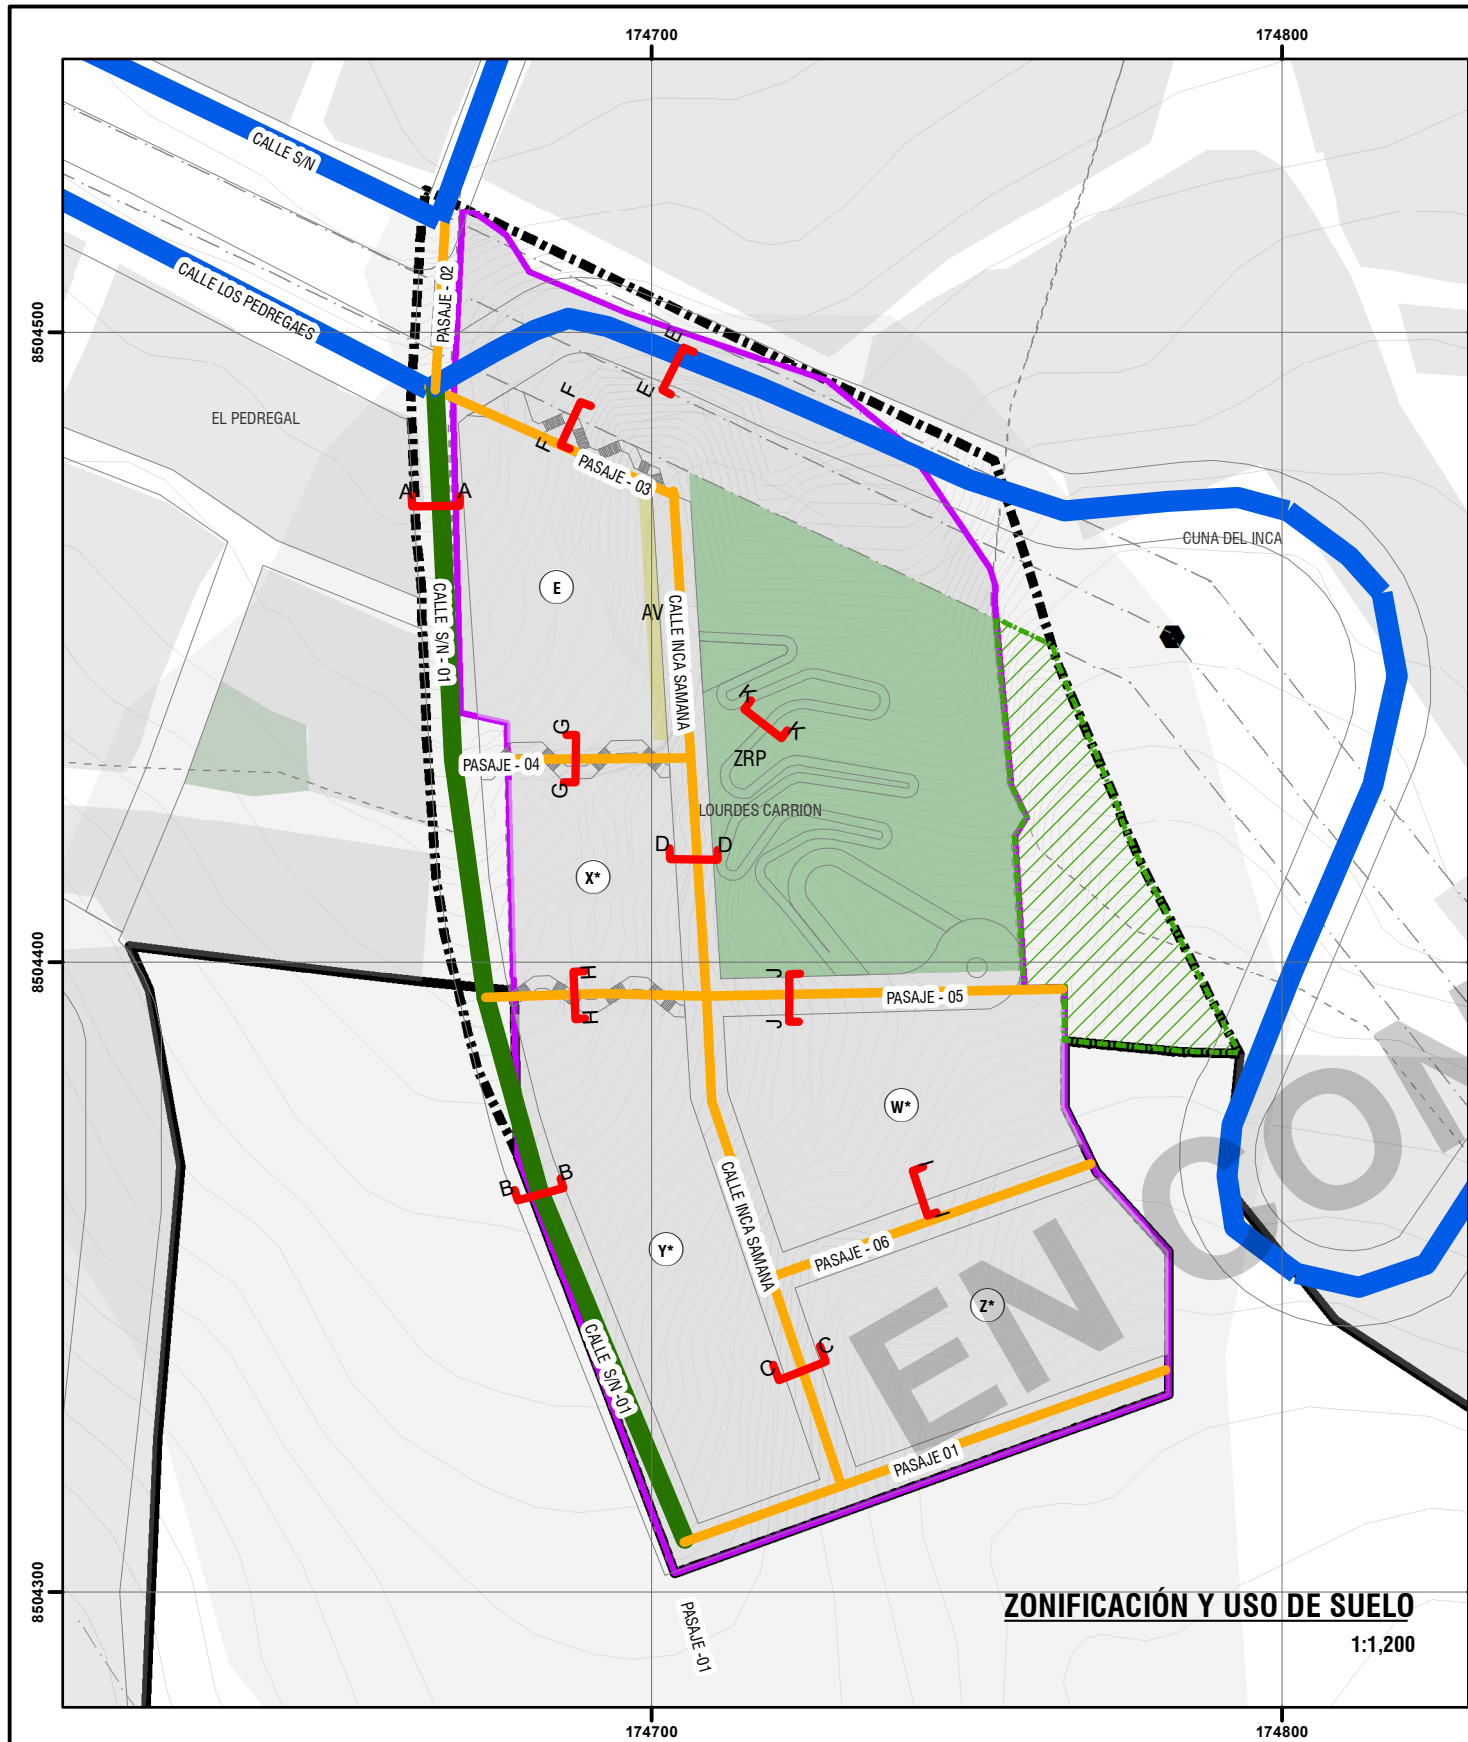 174700
174800
CALLE S/N
CALLE LOS PEDREGAES
PASAJE - 02
8504500
E
E
F
F
EL PEDREGAL
PASAJE - 03
A
A
CUNA DEL INCA
E
CALLE S/N - 01
AV
CALLE INCA SAMANA
K
K
G
G
PASAJE - 04
ZRP
LOURDES CARRION
D
D
X*
8504400
H
H
J
J
PASAJE - 05
W*
B
B
I
I
CALLE INCA SAMANA
Y*
PASAJE - 06
Z*
EN CO
C
C
CALLE S/N -01
PASAJE 01
8504300
PASAJE -01
ZONIFICACIÓN Y USO DE SUELO
1:1,200
174700
174800